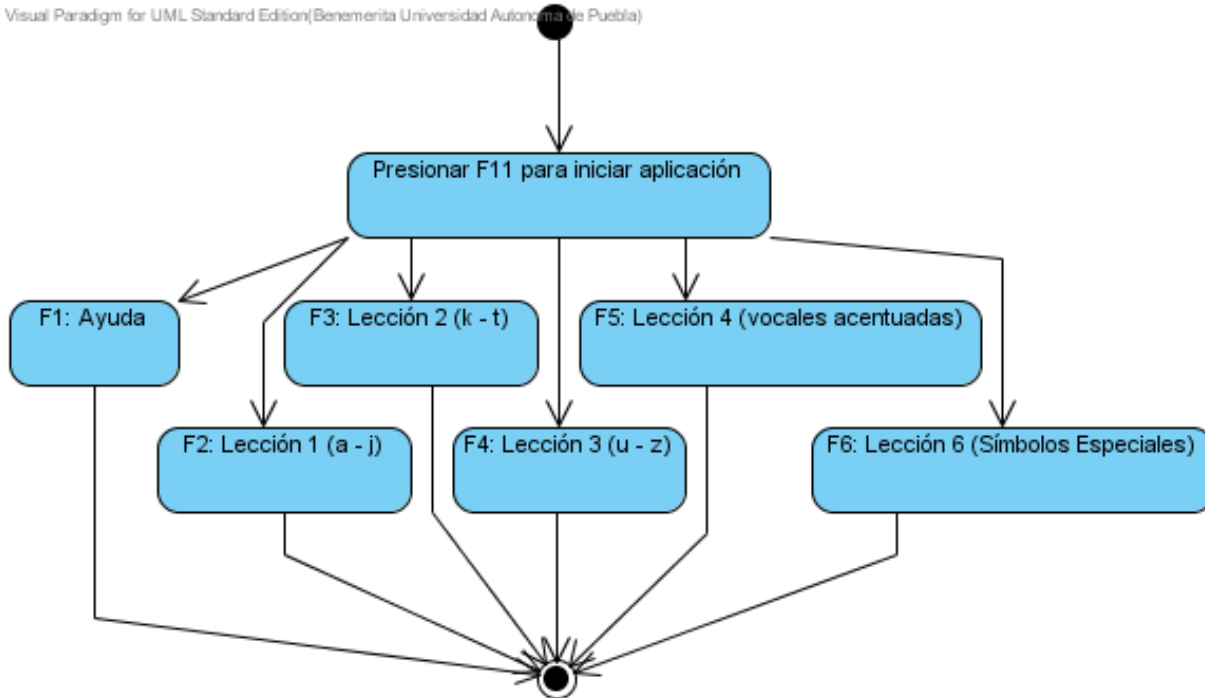 Visual Paradigm for UML Standard Edition(Benemerita Universidad Autonoma de Puebla)
Presionar F11 para iniciar aplicación
F1: Ayuda
F3: Lección 2 (k - t)
F5: Lección 4 (vocales acentuadas)
F2: Lección 1 (a - j)
F4: Lección 3 (u - z)
F6: Lección 6 (Símbolos Especiales)